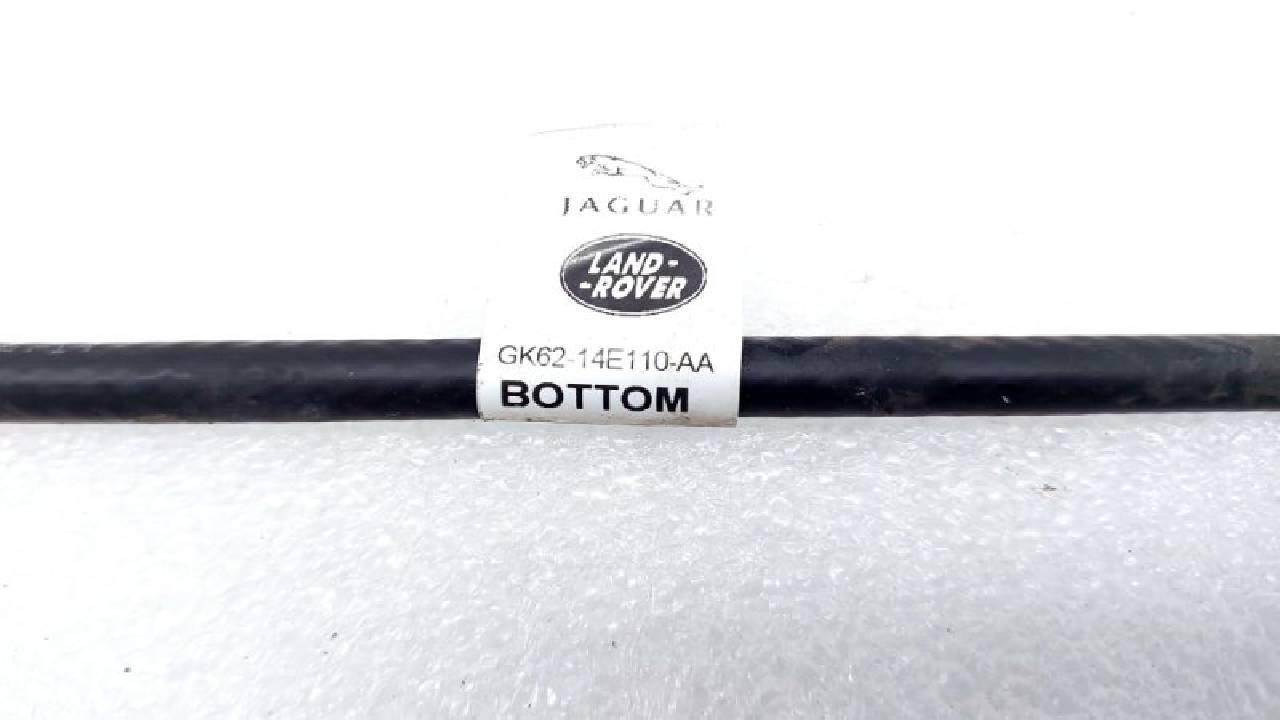 JAGUAR
LAND-
-ROVER
GK62-14E110-AA
BOTTOM